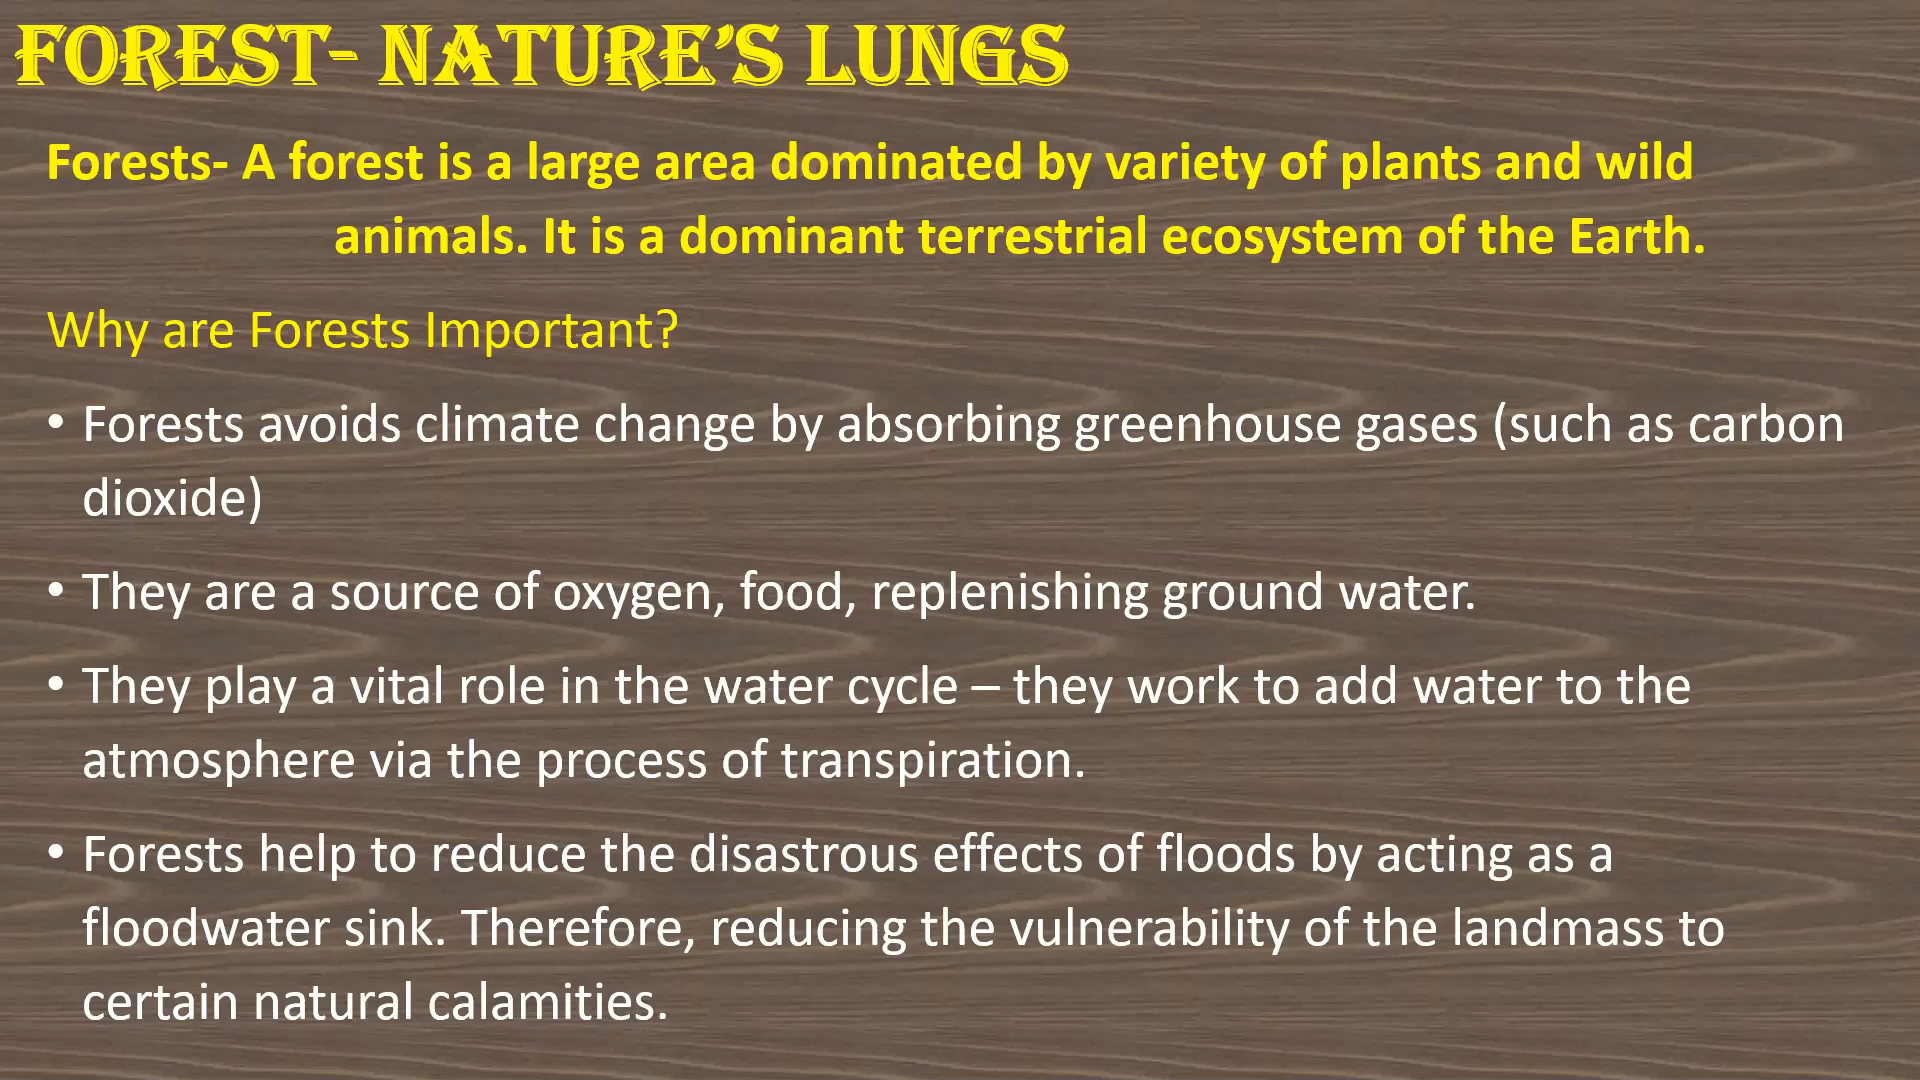 FOREST- NATURE’S LUNGS
Forests- A forest is a large area dominated by variety of plants and wild
animals. It is a dominant terrestrial ecosystem of the Earth.
Why are Forests Important?
• Forests avoids climate change by absorbing greenhouse gases (such as carbon
dioxide)
• They are a source of oxygen, food, replenishing ground water.
• They play a vital role in the water cycle – they work to add water to the
atmosphere via the process of transpiration.
• Forests help to reduce the disastrous effects of floods by acting as a
floodwater sink. Therefore, reducing the vulnerability of the landmass to
certain natural calamities.